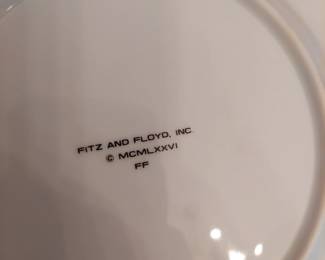 FITZ AND FLOYD, INC.
© MCMLXXVI
FF